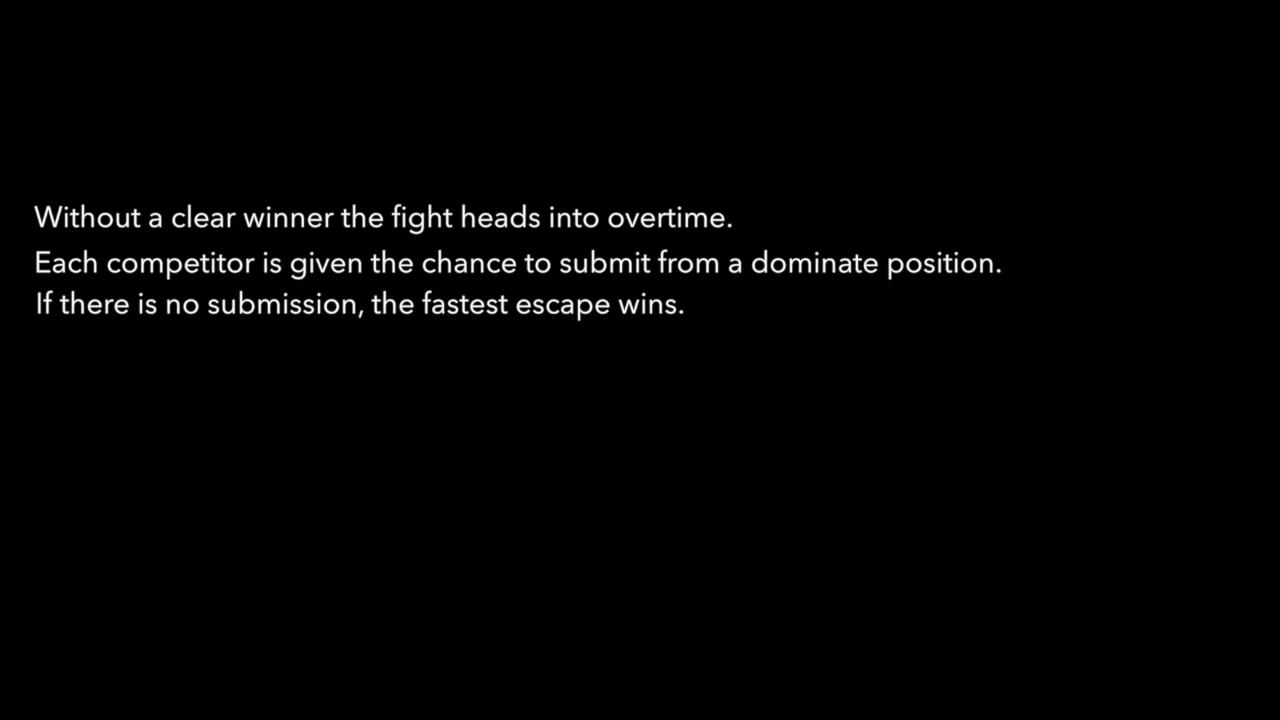 Without a clear winner the fight heads into overtime.
Each competitor is given the chance to submit from a dominate position.
If there is no submission, the fastest escape wins.